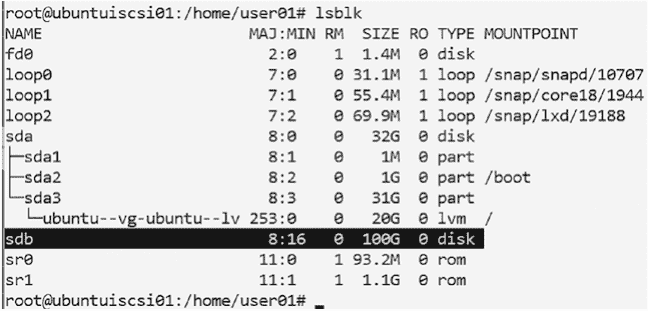 root@ubuntuiscsi01:/home/user01# lsblk
NAME                      MAJ:MIN RM  SIZE RO TYPE MOUNTPOINT
fd0                         2:0    1  1.4M  0 disk
loop0                       7:0    0 31.1M  1 loop /snap/snapd/10707
loop1                       7:1    0 55.4M  1 loop /snap/core18/1944
loop2                       7:2    0 69.9M  1 loop /snap/lxd/19188
sda                         8:0    0   32G  0 disk
├─sda1                      8:1    0    1M  0 part
├─sda2                      8:2    0    1G  0 part /boot
└─sda3                      8:3    0   31G  0 part
  └─ubuntu--vg-ubuntu--lv 253:0    0   20G  0 lvm  /
sdb                         8:16   0  100G  0 disk
sr0                        11:0    1 93.2M  0 rom
sr1                        11:1    1  1.1G  0 rom
root@ubuntuiscsi01:/home/user01#